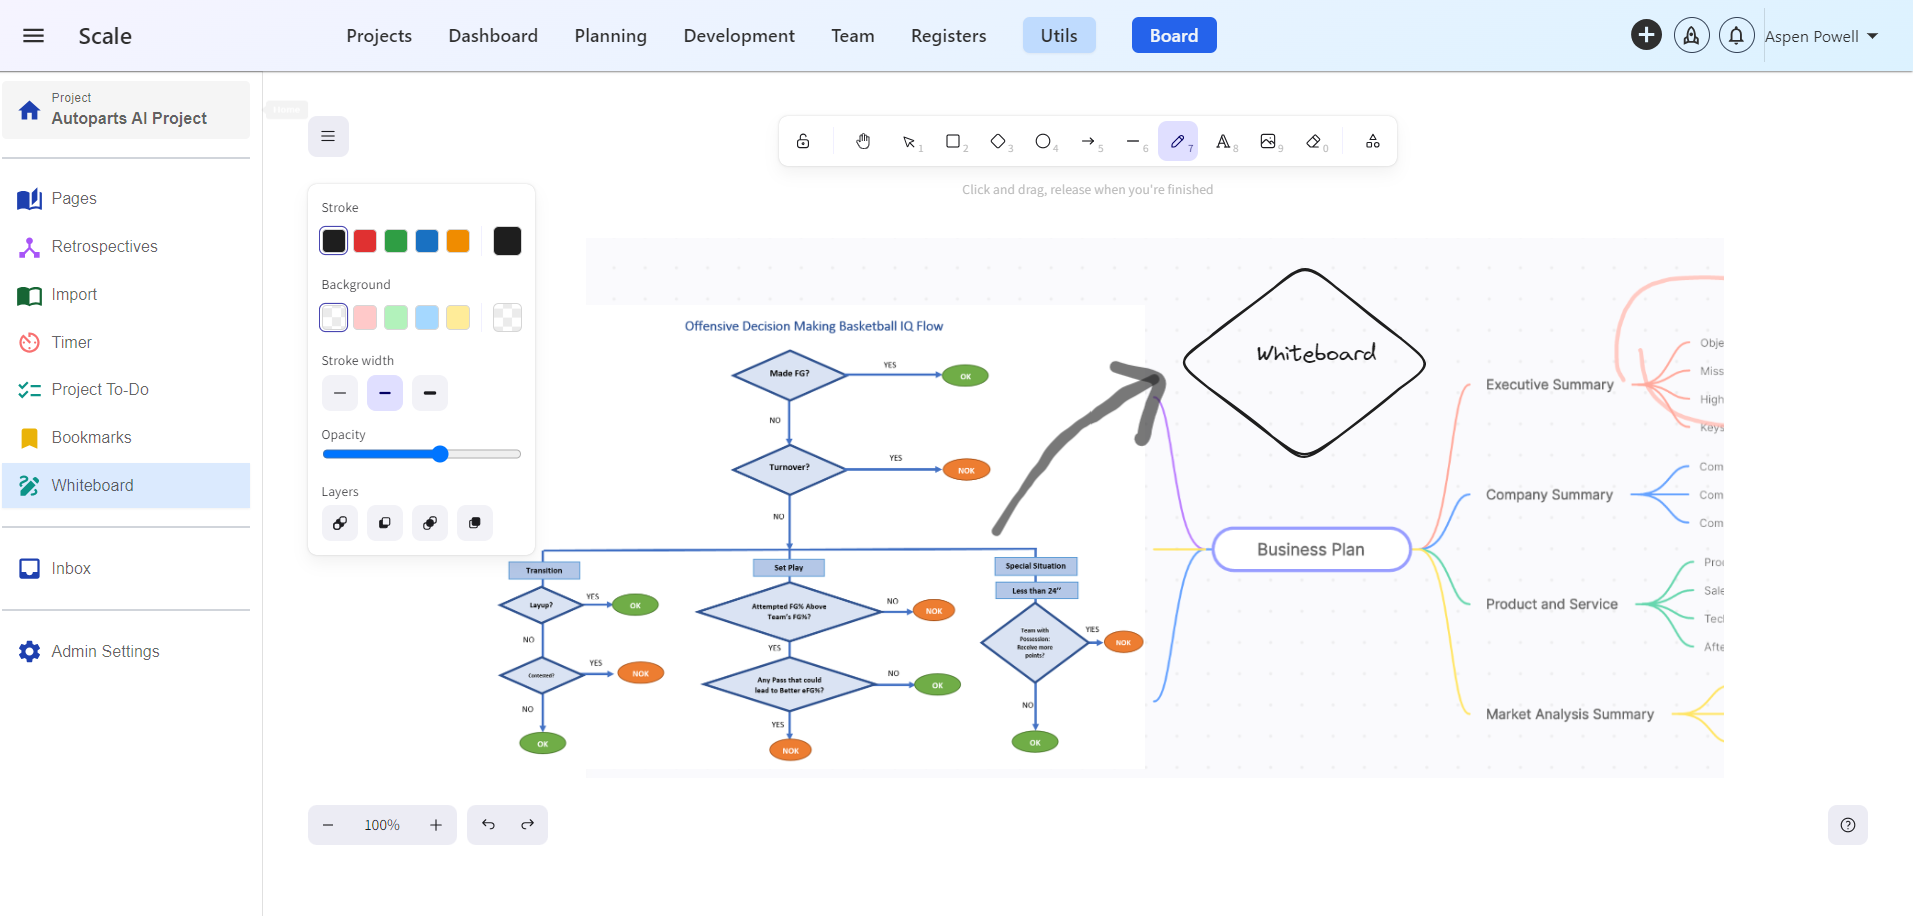 Scale
Projects
Dashboard
Planning
Development
Team
Registers
Utils
Board
Aspen Powell
Project
Autoparts AI Project
Pages
Retrospectives
Import
Timer
Project To-Do
Bookmarks
Whiteboard
Inbox
Admin Settings
1
2
3
4
5
6
7
8
9
0
Click and drag, release when you're finished
Stroke
Background
Stroke width
Opacity
Layers
Offensive Decision Making Basketball IQ Flow
Made FG?
YES
OK
NO
Turnover?
YES
NOK
NO
Transition
Layup?
YES
OK
NO
Contested?
YES
NOK
NO
OK
Set Play
Attempted FG% Above
Team's FG%?
NO
NOK
YES
Any Pass that could
lead to Better eFG%?
NO
OK
YES
NOK
Special Situation
Less than 24"
Team with
Possession:
Receive more
points?
YES
NOK
NO
OK
Whiteboard
Business Plan
Executive Summary
Obje
Miss
High
Keys
Company Summary
Com
Com
Com
Product and Service
Proc
Sale
Tecl
Afte
Market Analysis Summary
100%